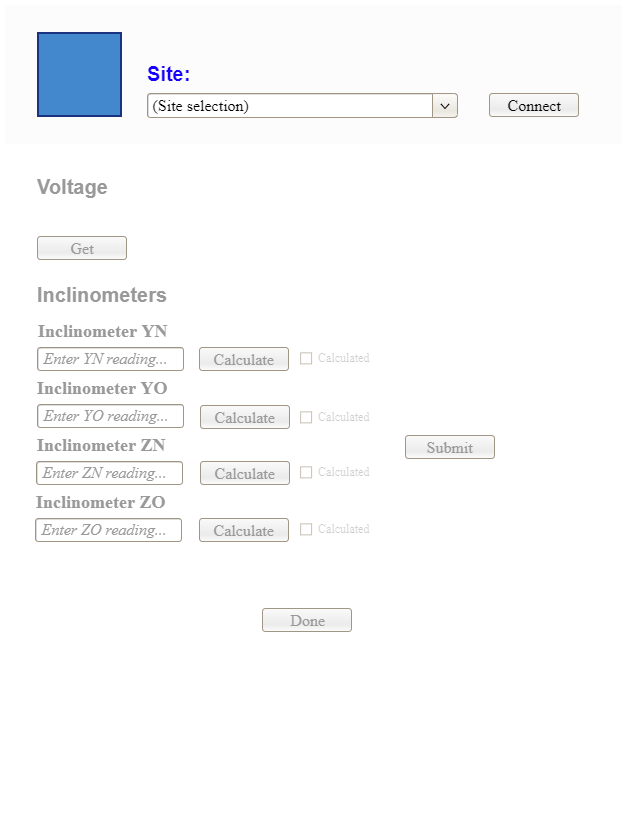 Site:
(Site selection)
Connect
Voltage
Get
Inclinometers
Inclinometer YN
Enter YN reading...
Calculate
Calculated
Inclinometer YO
Enter YO reading...
Calculate
Calculated
Inclinometer ZN
Enter ZN reading...
Calculate
Calculated
Submit
Inclinometer ZO
Enter ZO reading...
Calculate
Calculated
Done